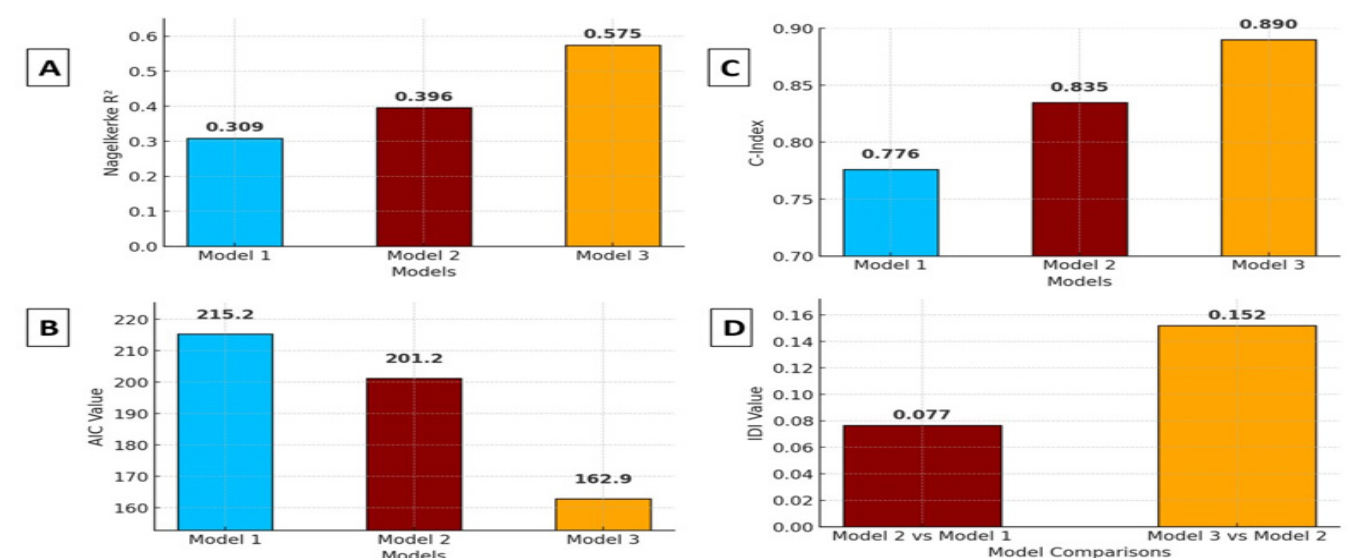 A
Nagelkerke R²
0.6
0.5
0.4
0.3
0.2
0.1
0.0
0.309
0.396
0.575
Model 1
Model 2
Model 3
Models
C
C-Index
0.90
0.85
0.80
0.75
0.70
0.776
0.835
0.890
Model 1
Model 2
Model 3
Models
B
AIC Value
220
210
200
190
180
170
160
215.2
201.2
162.9
Model 1
Model 2
Model 3
Models
D
IDI Value
0.16
0.14
0.12
0.10
0.08
0.06
0.04
0.02
0.00
0.077
0.152
Model 2 vs Model 1
Model 3 vs Model 2
Model Comparisons